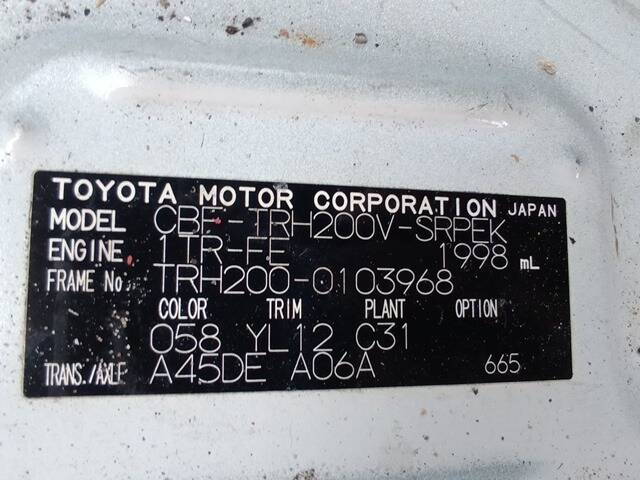 TOYOTA MOTOR CORPORATION JAPAN
MODEL CBF-TRH200V-SRPEK
ENGINE 1TR-FE 1998 mL
FRAME No. TRH200-0103968
COLOR TRIM PLANT OPTION
058 YL12 C31
TRANS./AXLE A45DE A06A 665